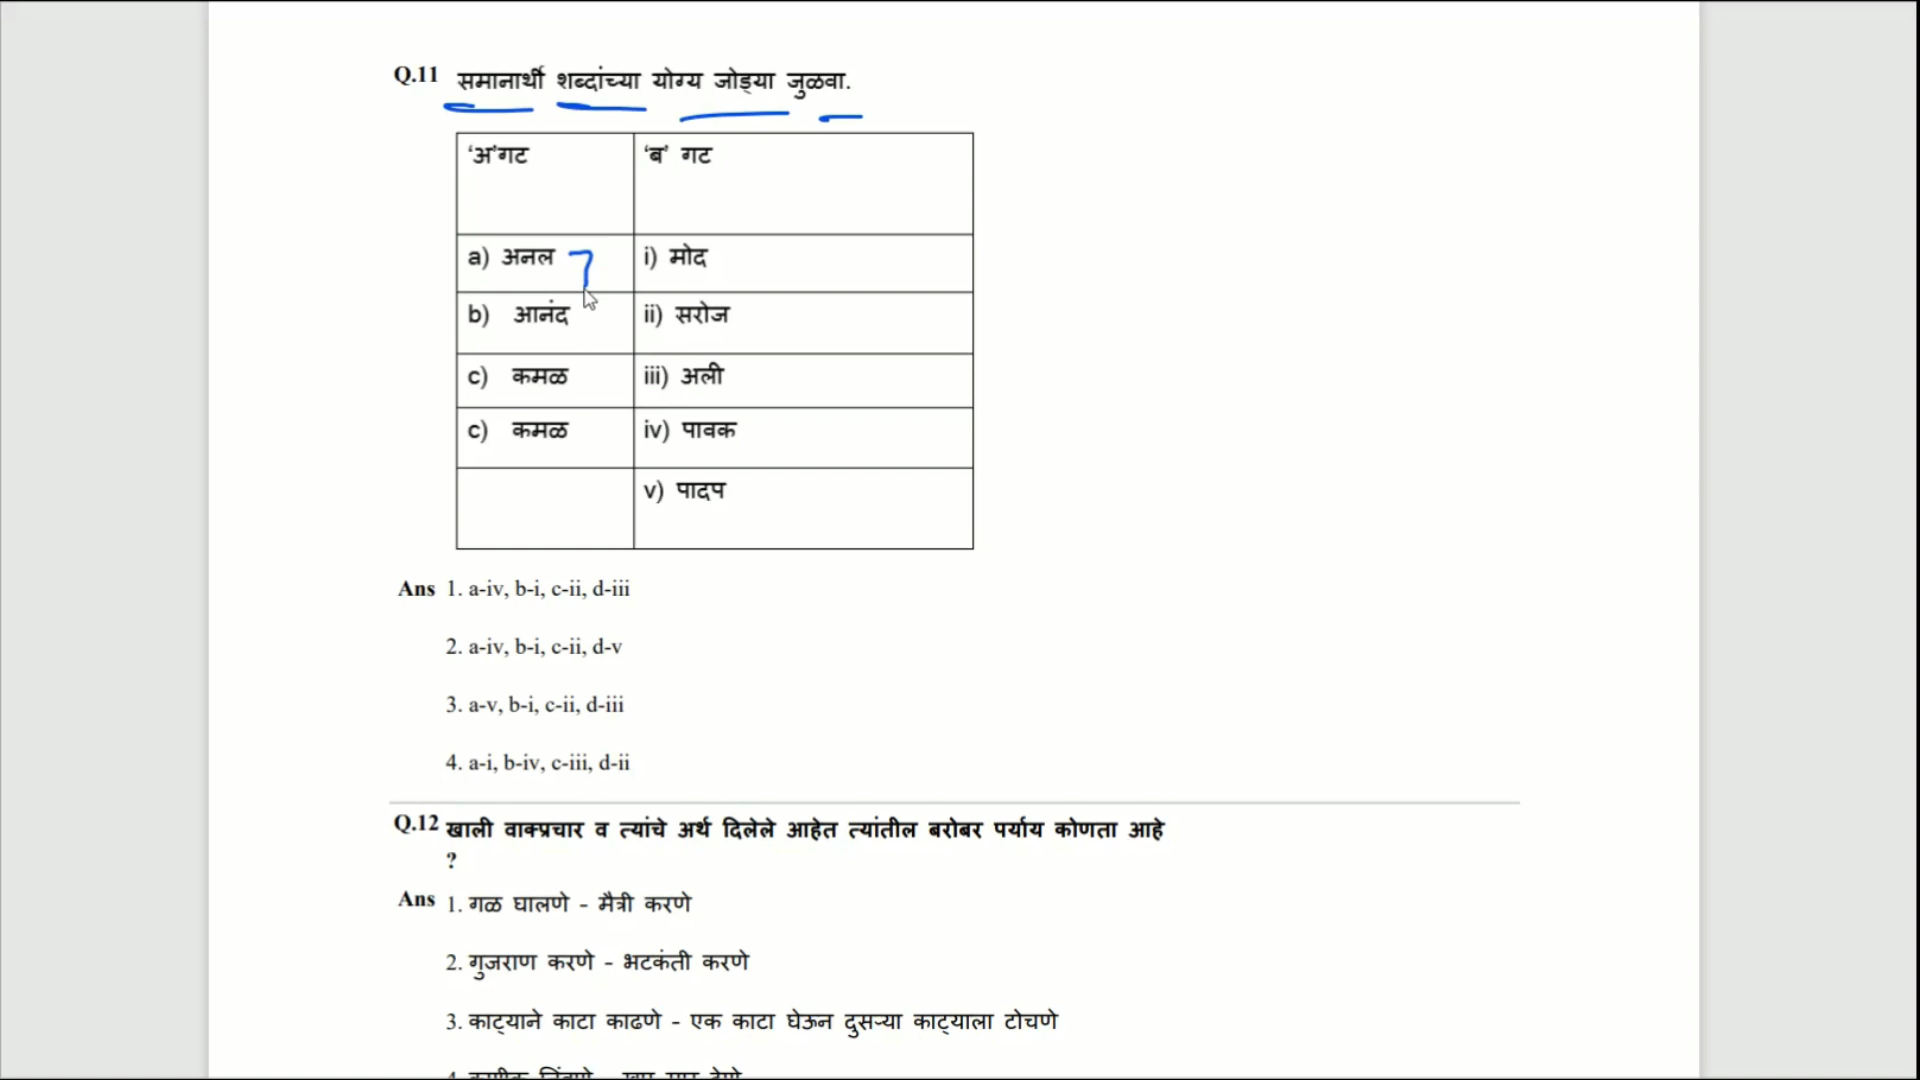 Q.11 समानार्थी शब्दांच्या योग्य जोड्या जुळवा.
‘अ’गट ‘ब’ गट
a) अनल i) मोद
b) आनंद ii) सरोज
c) कमळ iii) अली
c) कमळ iv) पावक
v) पादप
Ans 1. a-iv, b-i, c-ii, d-iii
2. a-iv, b-i, c-ii, d-v
3. a-v, b-i, c-ii, d-iii
4. a-i, b-iv, c-iii, d-ii
Q.12 खाली वाक्प्रचार व त्यांचे अर्थ दिलेले आहेत त्यांतील बरोबर पर्याय कोणता आहे
?
Ans 1. गळ घालणे - मैत्री करणे
2. गुजराण करणे - भटकंती करणे
3. काट्याने काटा काढणे - एक काटा घेऊन दुसऱ्या काट्याला टोचणे